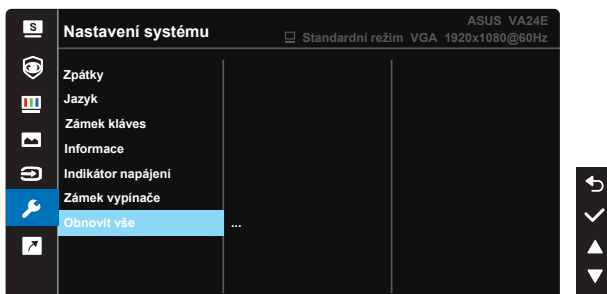 S
Nastavení systému
ASUS VA24E
Standardní režim VGA 1920x1080@60Hz
Zpátky
Jazyk
Zámek kláves
Informace
Indikátor napájení
Zámek vypínače
Obnovit vše ...